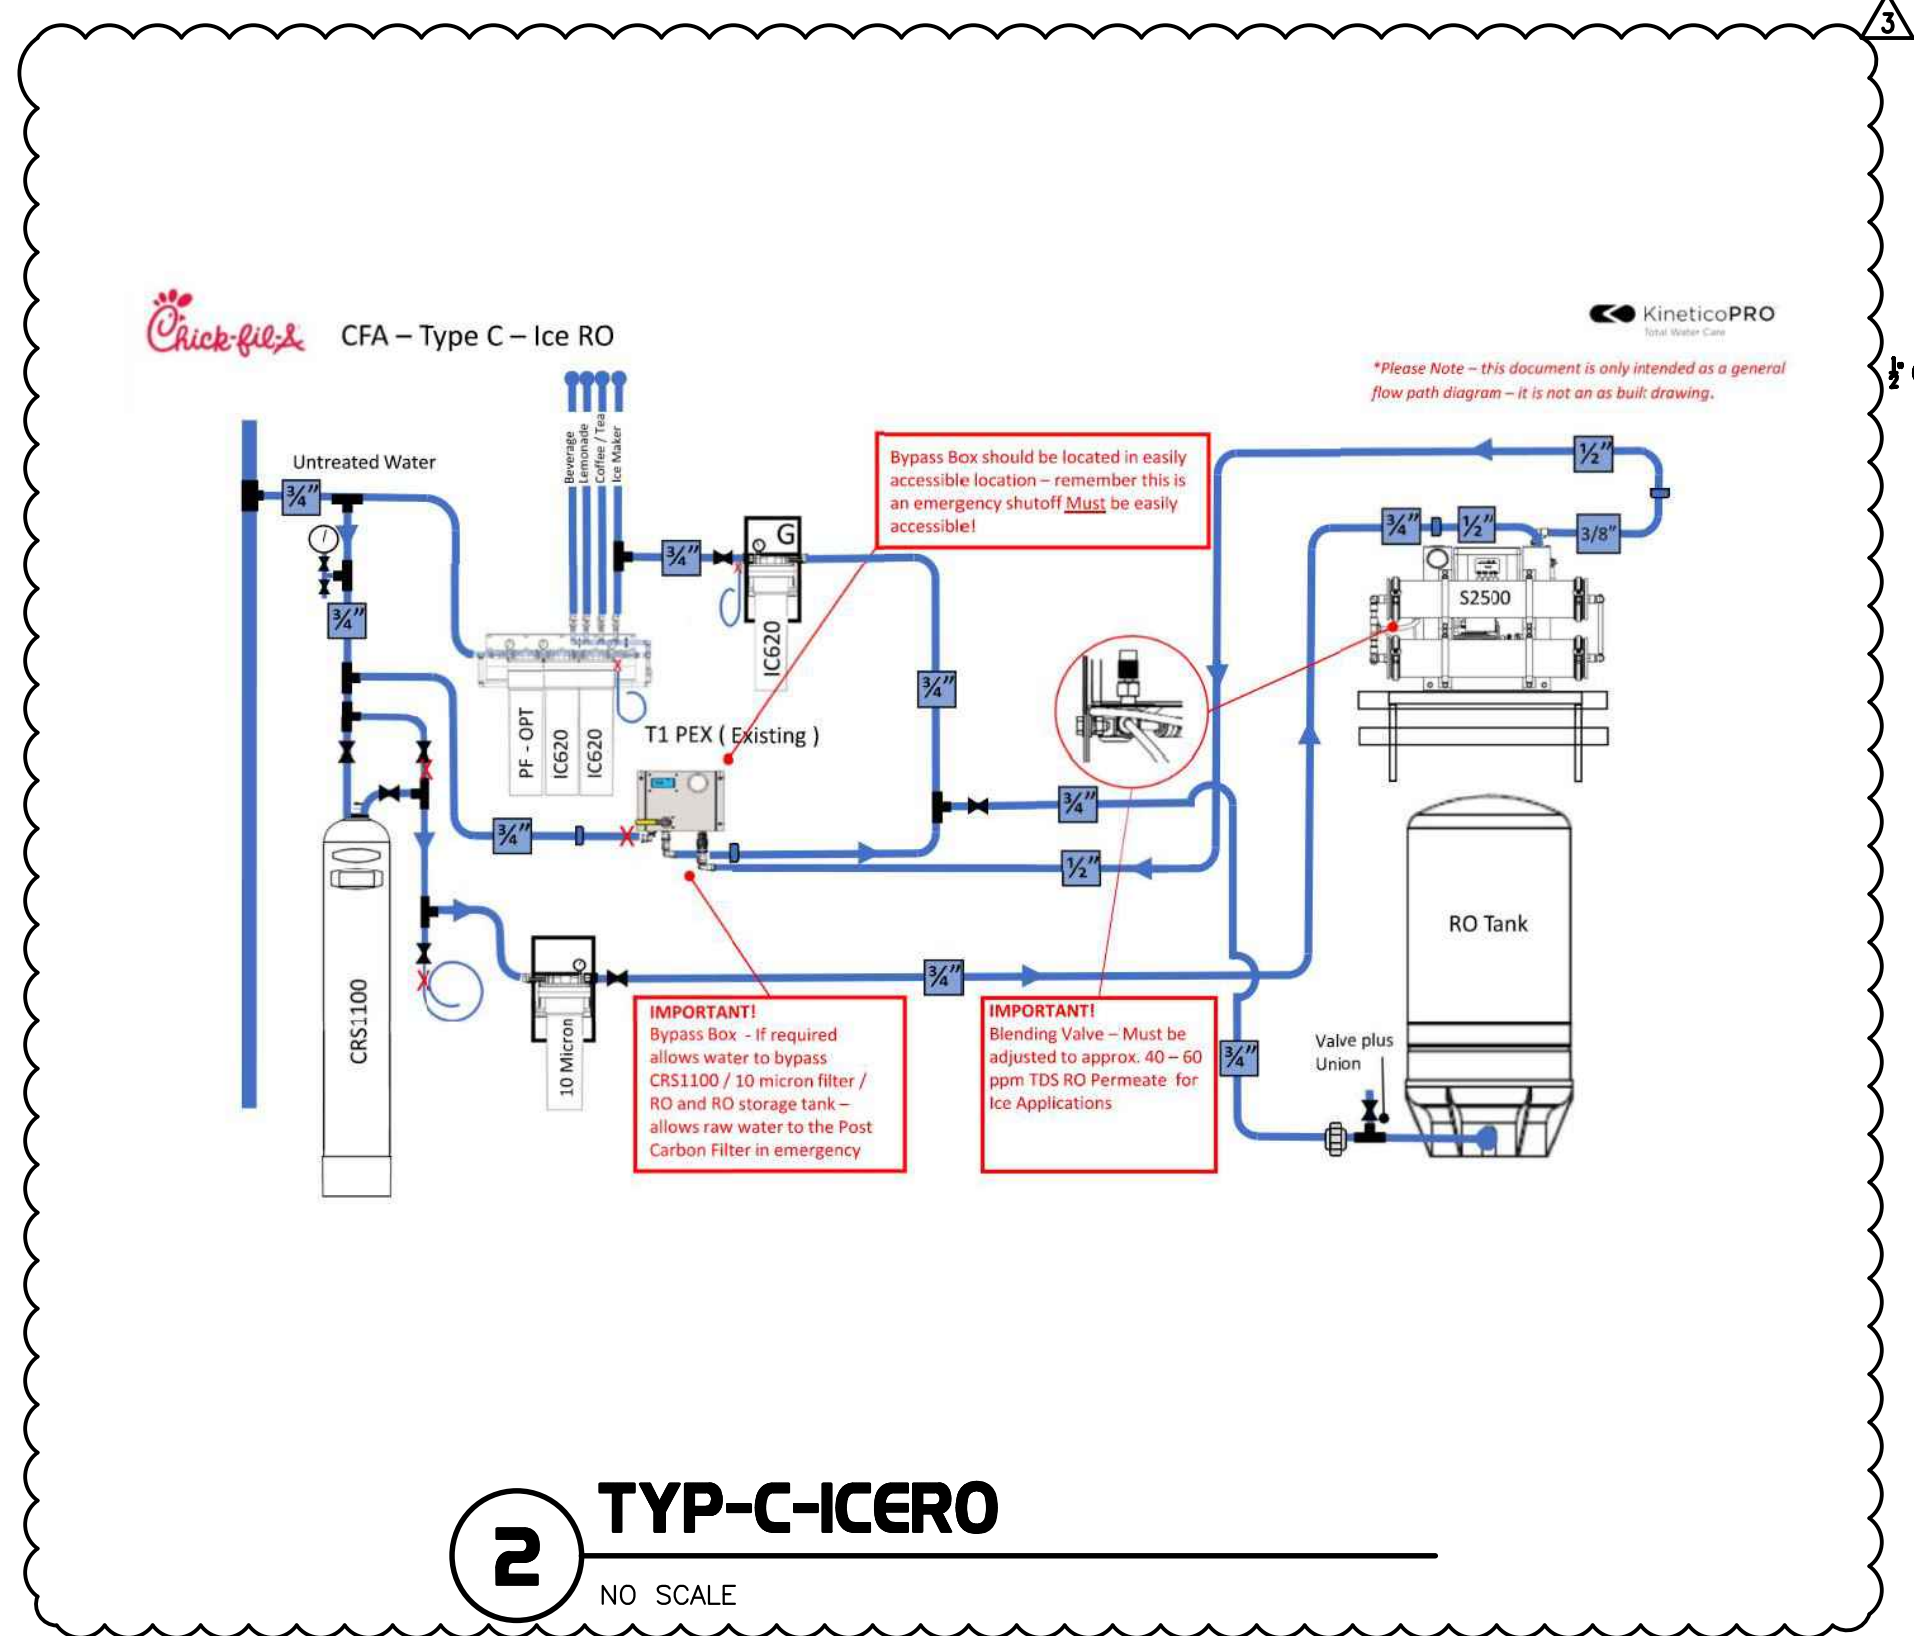 3
Chick-fil-A
CFA – Type C – Ice RO
KineticoPRO
Total Water Care
*Please Note – this document is only intended as a general
flow path diagram – it is not an as built drawing.
1/2"
Untreated Water
Beverage
Lemonade
Coffee / Tea
Ice Maker
Bypass Box should be located in easily
accessible location – remember this is
an emergency shutoff Must be easily
accessible!
1/2"
3/4"
3/4"
G
3/4"
1/2"
3/8"
S2500
3/4"
IC620
3/4"
PF - OPT
IC620
IC620
T1 PEX ( Existing )
3/4"
3/4"
1/2"
RO Tank
CRS1100
3/4"
10 Micron
IMPORTANT!
Bypass Box - If required
allows water to bypass
CRS1100 / 10 micron filter /
RO and RO storage tank –
allows raw water to the Post
Carbon Filter in emergency
IMPORTANT!
Blending Valve – Must be
adjusted to approx. 40 – 60
ppm TDS RO Permeate for
Ice Applications
3/4"
Valve plus
Union
2
TYP-C-ICERO
NO SCALE